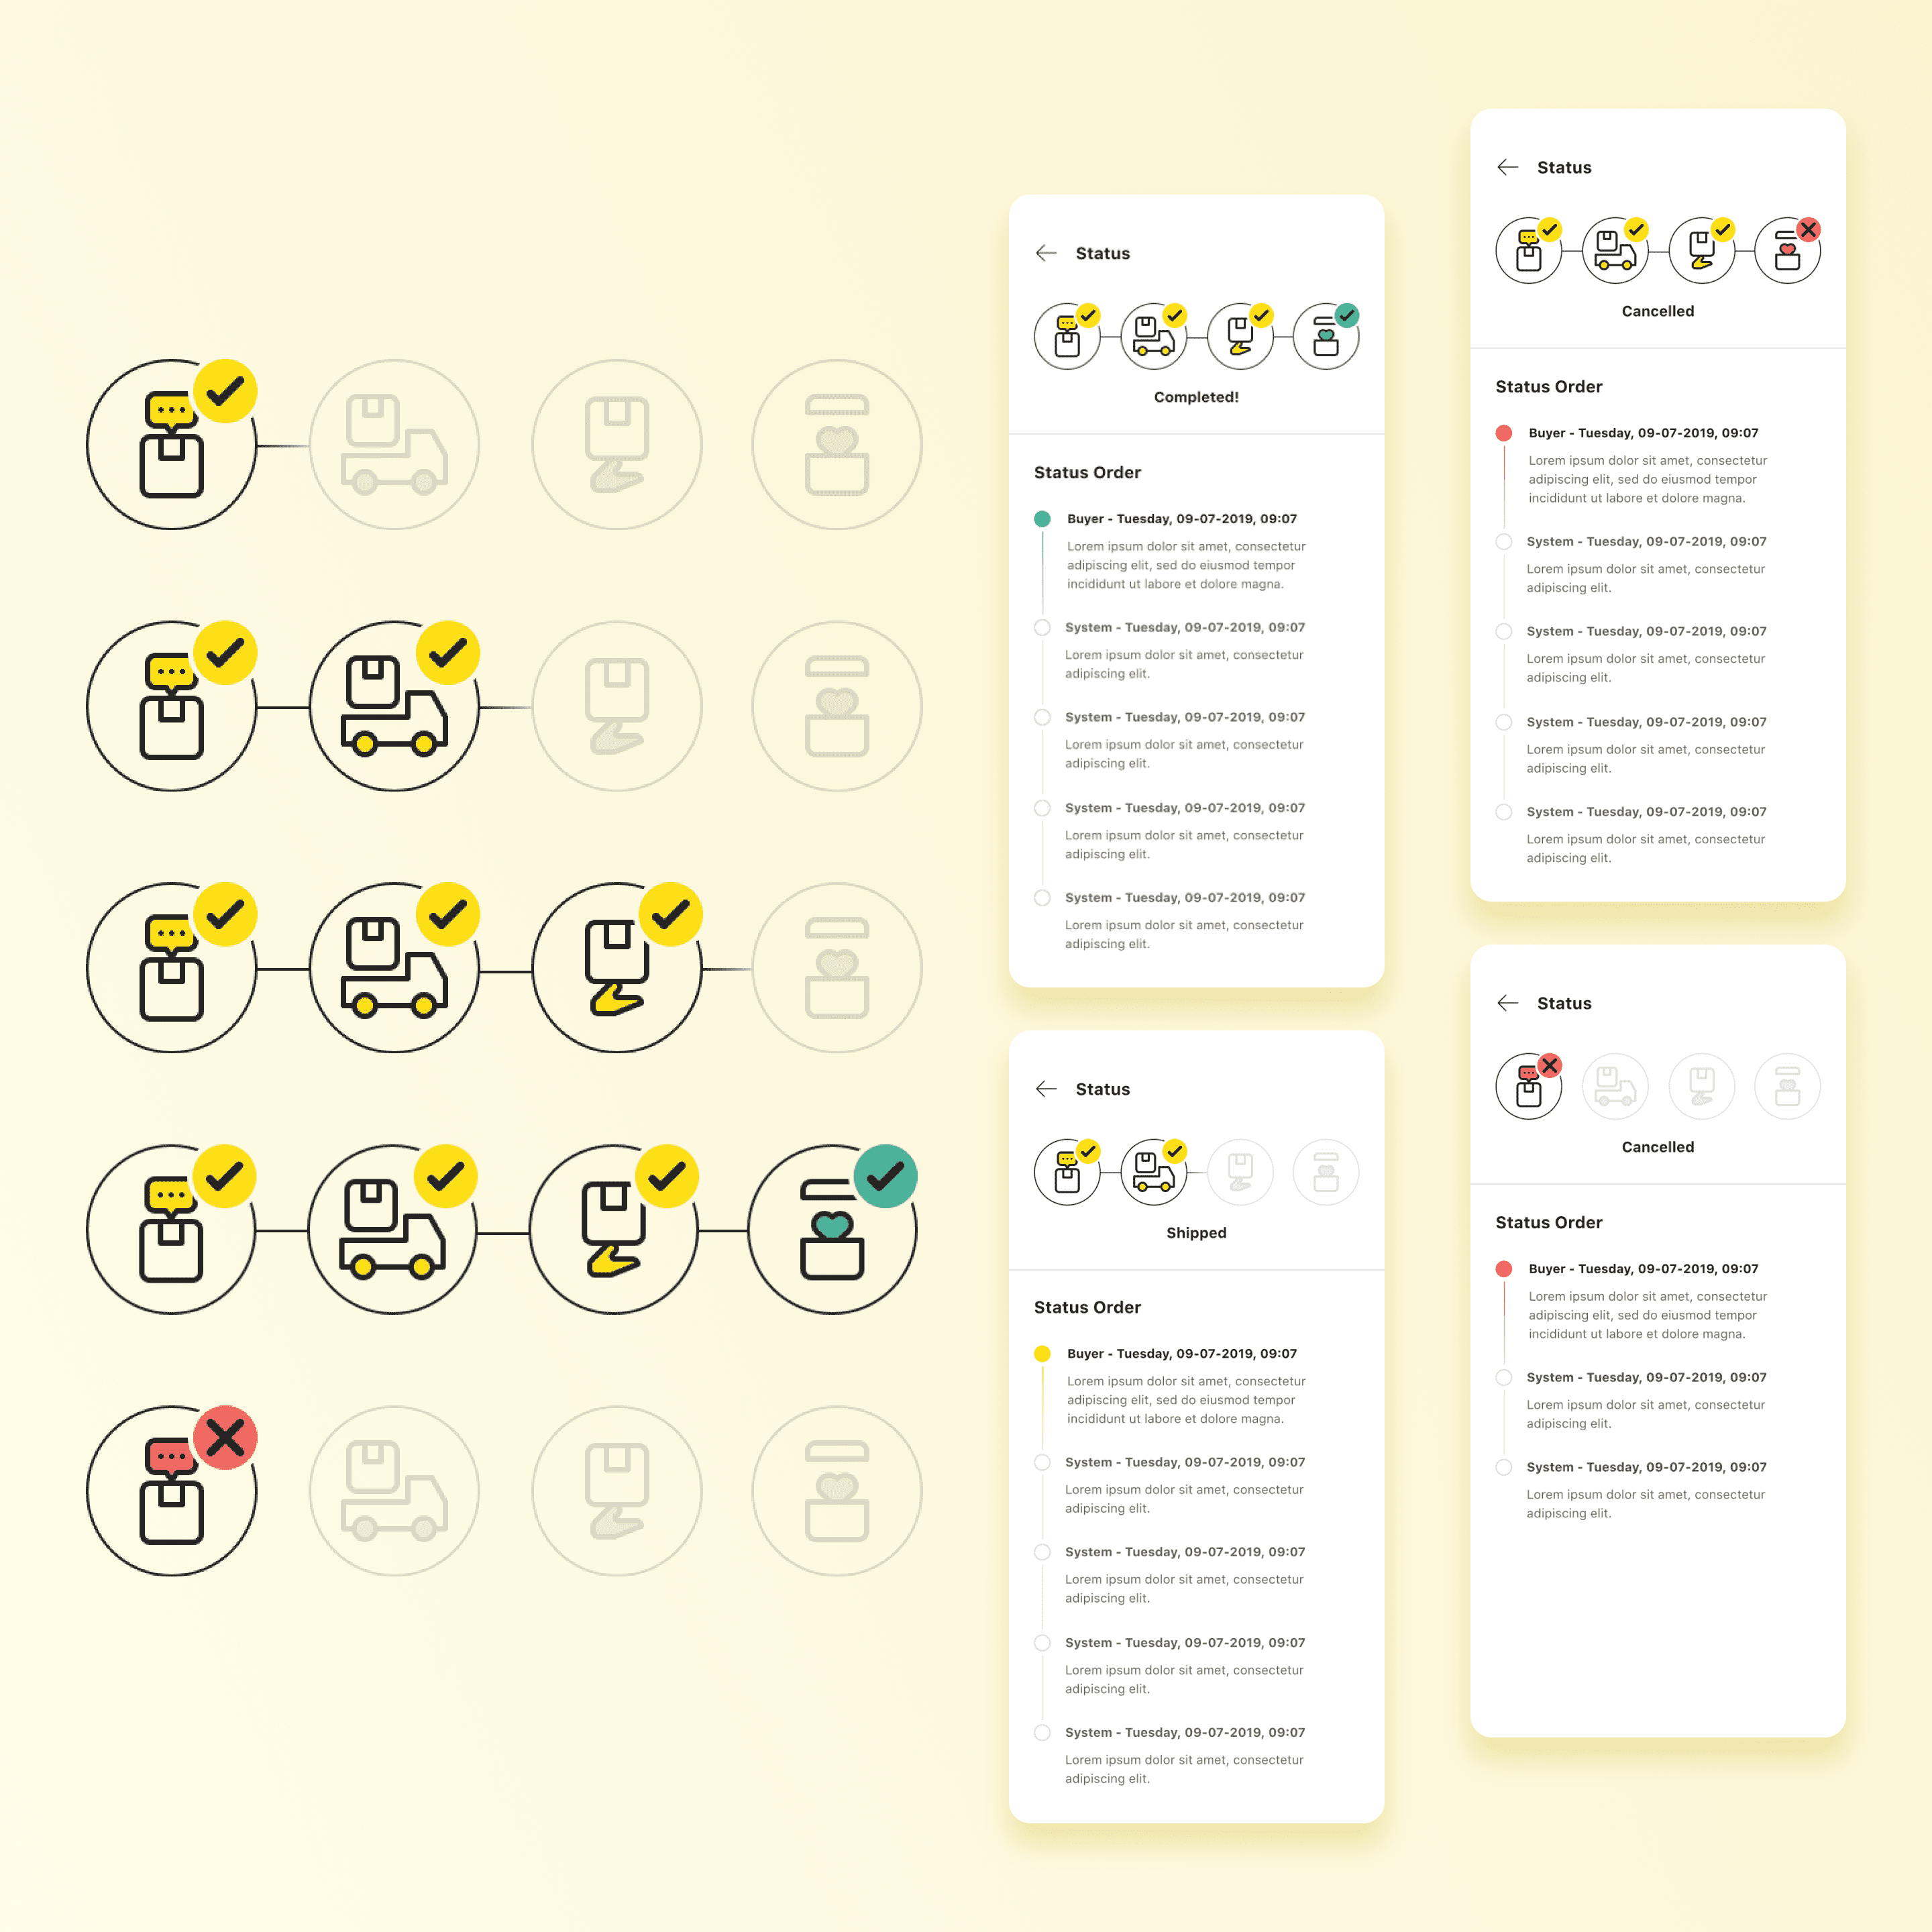 Status
Completed!
Status Order
Buyer - Tuesday, 09-07-2019, 09:07
Lorem ipsum dolor sit amet, consectetur
adipiscing elit, sed do eiusmod tempor
incididunt ut labore et dolore magna.
System - Tuesday, 09-07-2019, 09:07
Lorem ipsum dolor sit amet, consectetur
adipiscing elit.
System - Tuesday, 09-07-2019, 09:07
Lorem ipsum dolor sit amet, consectetur
adipiscing elit.
System - Tuesday, 09-07-2019, 09:07
Lorem ipsum dolor sit amet, consectetur
adipiscing elit.
System - Tuesday, 09-07-2019, 09:07
Lorem ipsum dolor sit amet, consectetur
adipiscing elit.
Status
Shipped
Status Order
Buyer - Tuesday, 09-07-2019, 09:07
Lorem ipsum dolor sit amet, consectetur
adipiscing elit, sed do eiusmod tempor
incididunt ut labore et dolore magna.
System - Tuesday, 09-07-2019, 09:07
Lorem ipsum dolor sit amet, consectetur
adipiscing elit.
System - Tuesday, 09-07-2019, 09:07
Lorem ipsum dolor sit amet, consectetur
adipiscing elit.
System - Tuesday, 09-07-2019, 09:07
Lorem ipsum dolor sit amet, consectetur
adipiscing elit.
System - Tuesday, 09-07-2019, 09:07
Lorem ipsum dolor sit amet, consectetur
adipiscing elit.
Status
Cancelled
Status Order
Buyer - Tuesday, 09-07-2019, 09:07
Lorem ipsum dolor sit amet, consectetur
adipiscing elit, sed do eiusmod tempor
incididunt ut labore et dolore magna.
System - Tuesday, 09-07-2019, 09:07
Lorem ipsum dolor sit amet, consectetur
adipiscing elit.
System - Tuesday, 09-07-2019, 09:07
Lorem ipsum dolor sit amet, consectetur
adipiscing elit.
System - Tuesday, 09-07-2019, 09:07
Lorem ipsum dolor sit amet, consectetur
adipiscing elit.
System - Tuesday, 09-07-2019, 09:07
Lorem ipsum dolor sit amet, consectetur
adipiscing elit.
Status
Cancelled
Status Order
Buyer - Tuesday, 09-07-2019, 09:07
Lorem ipsum dolor sit amet, consectetur
adipiscing elit, sed do eiusmod tempor
incididunt ut labore et dolore magna.
System - Tuesday, 09-07-2019, 09:07
Lorem ipsum dolor sit amet, consectetur
adipiscing elit.
System - Tuesday, 09-07-2019, 09:07
Lorem ipsum dolor sit amet, consectetur
adipiscing elit.